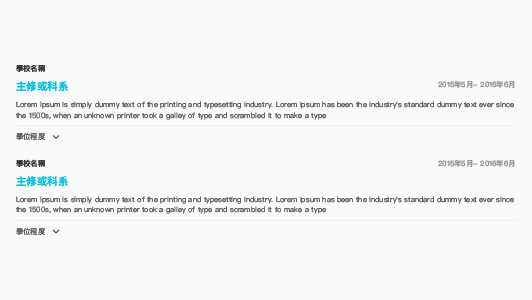 學校名稱
主修或科系
2015年5月– 2016年6月
Lorem Ipsum is simply dummy text of the printing and typesetting industry. Lorem Ipsum has been the industry's standard dummy text ever since
the 1500s, when an unknown printer took a galley of type and scrambled it to make a type
學位程度
學校名稱
2015年5月– 2016年6月
主修或科系
Lorem Ipsum is simply dummy text of the printing and typesetting industry. Lorem Ipsum has been the industry's standard dummy text ever since
the 1500s, when an unknown printer took a galley of type and scrambled it to make a type
學位程度